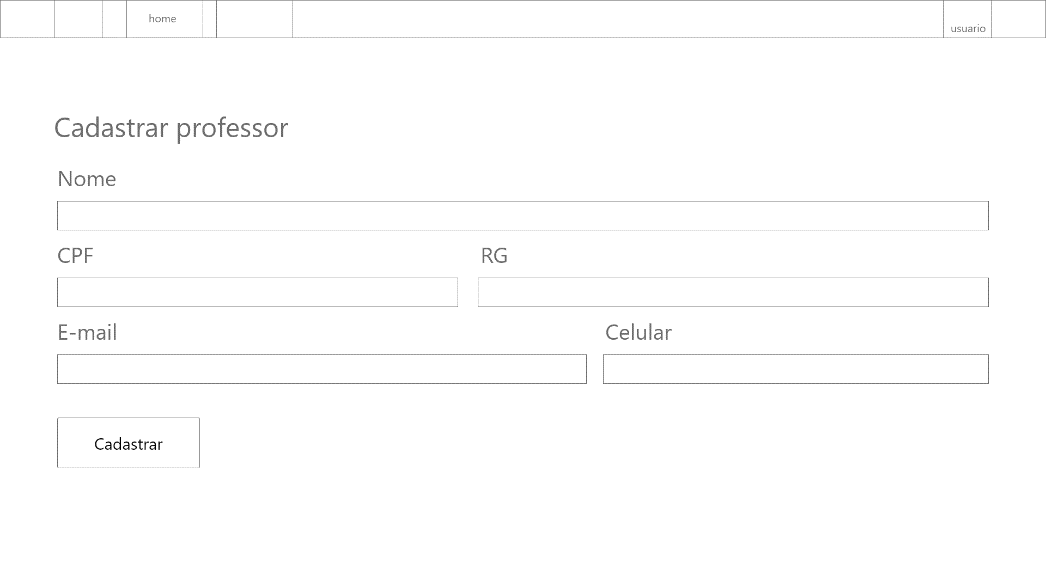 home
usuario
Cadastrar professor
Nome
CPF RG
E-mail Celular
Cadastrar